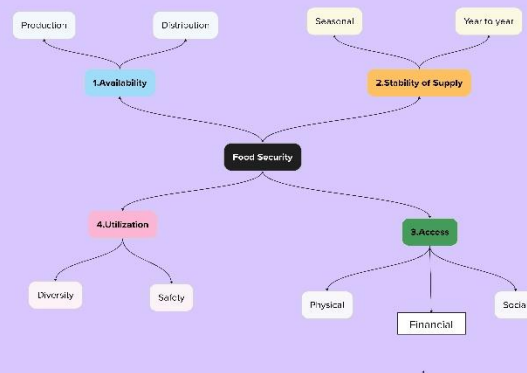 Production
Distribution
Seasonal
Year to year
1.Availability
2.Stability of Supply
Food Security
4.Utilization
3.Access
Diversity
Safety
Physical
Financial
Socia